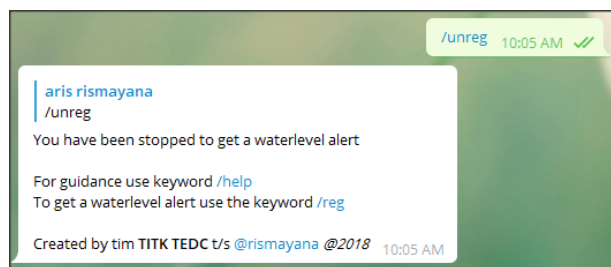 /unreg 10:05 AM
aris rismayana
/unreg
You have been stopped to get a waterlevel alert
For guidance use keyword /help
To get a waterlevel alert use the keyword /reg
Created by tim TITK TEDC t/s @rismayana @2018 10:05 AM